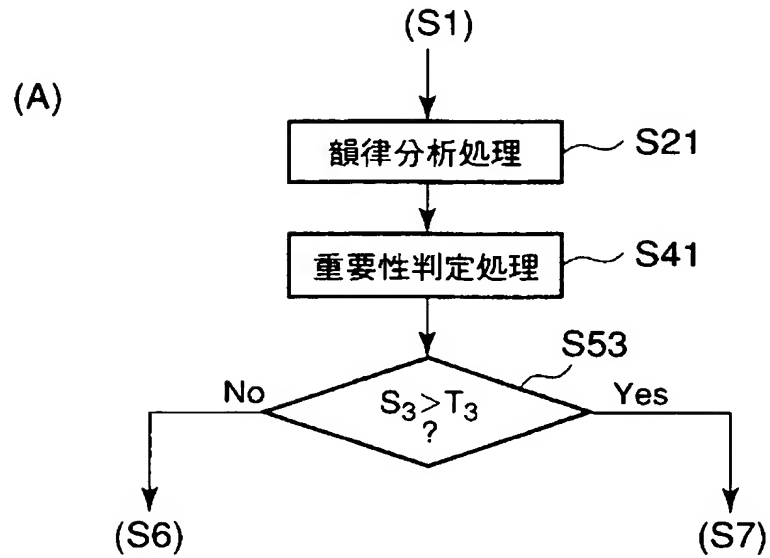 (S1)
(A)
韻律分析処理
S21
重要性判定処理
S41
S53
No
S₃>T₃
?
Yes
(S6)
(S7)